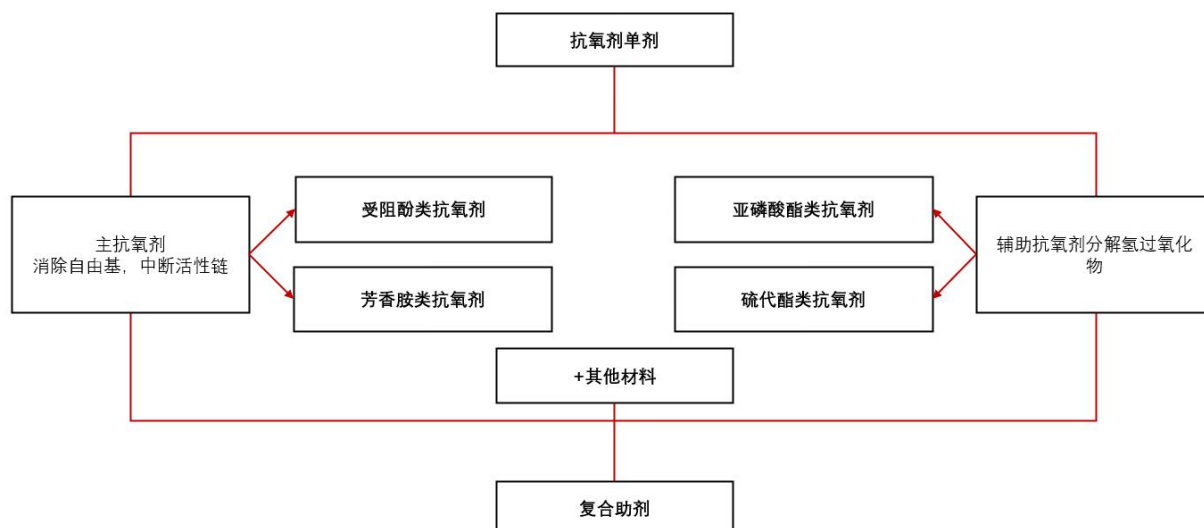 抗氧剂单剂
主抗氧剂
消除自由基，中断活性链
受阻酚类抗氧剂
芳香胺类抗氧剂
亚磷酸酯类抗氧剂
硫代酯类抗氧剂
辅助抗氧剂分解氢过氧化
物
+其他材料
复合助剂